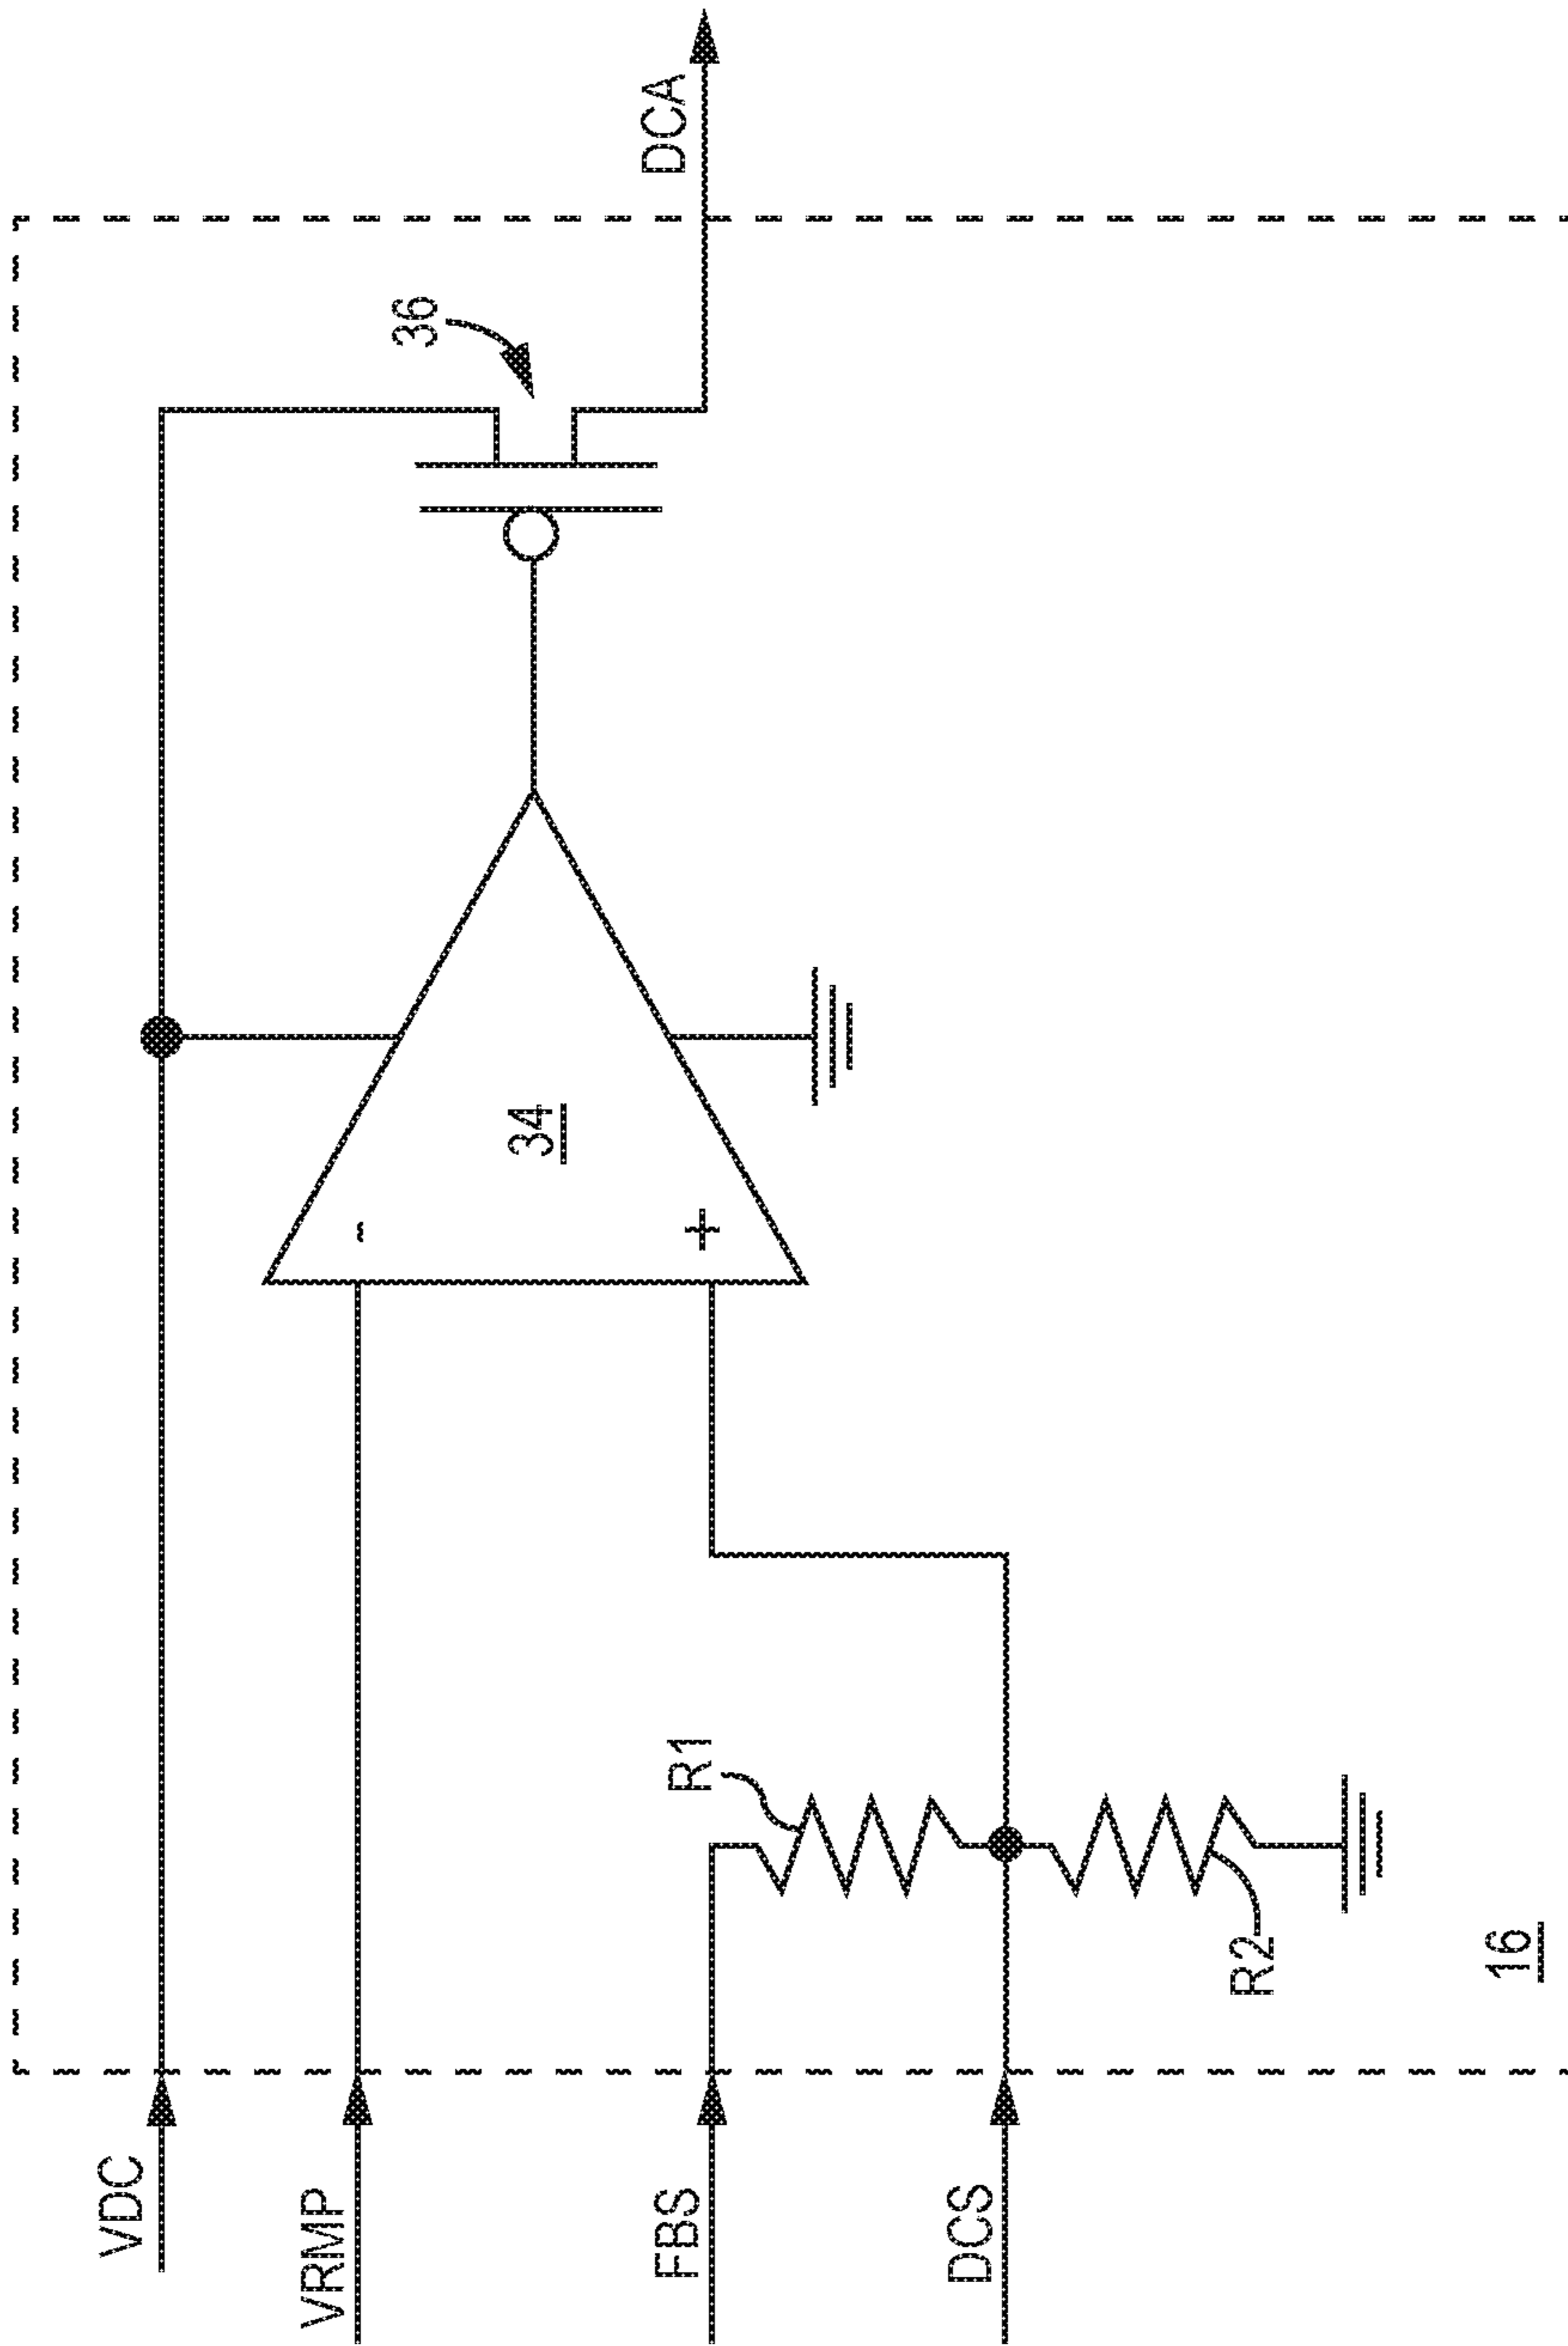 VDC
VRMP
FBS
DCS
R1
R2
-
+
34
36
DCA
16